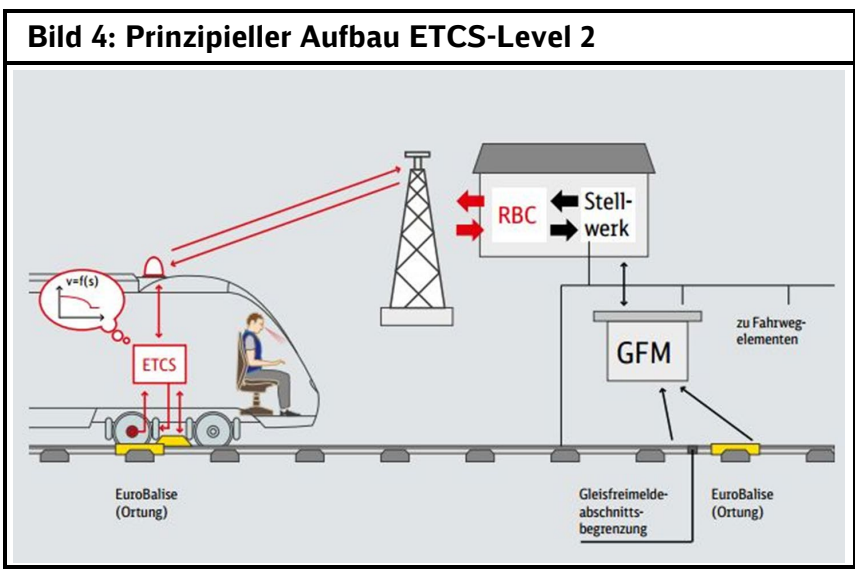 Bild 4: Prinzipieller Aufbau ETCS-Level 2
RBC
Stell-
werk
v=f(s)
zu Fahrweg-
elementen
GFM
ETCS
EuroBalise
(Ortung)
Gleisfreimelde-
abschnitts-
begrenzung
EuroBalise
(Ortung)